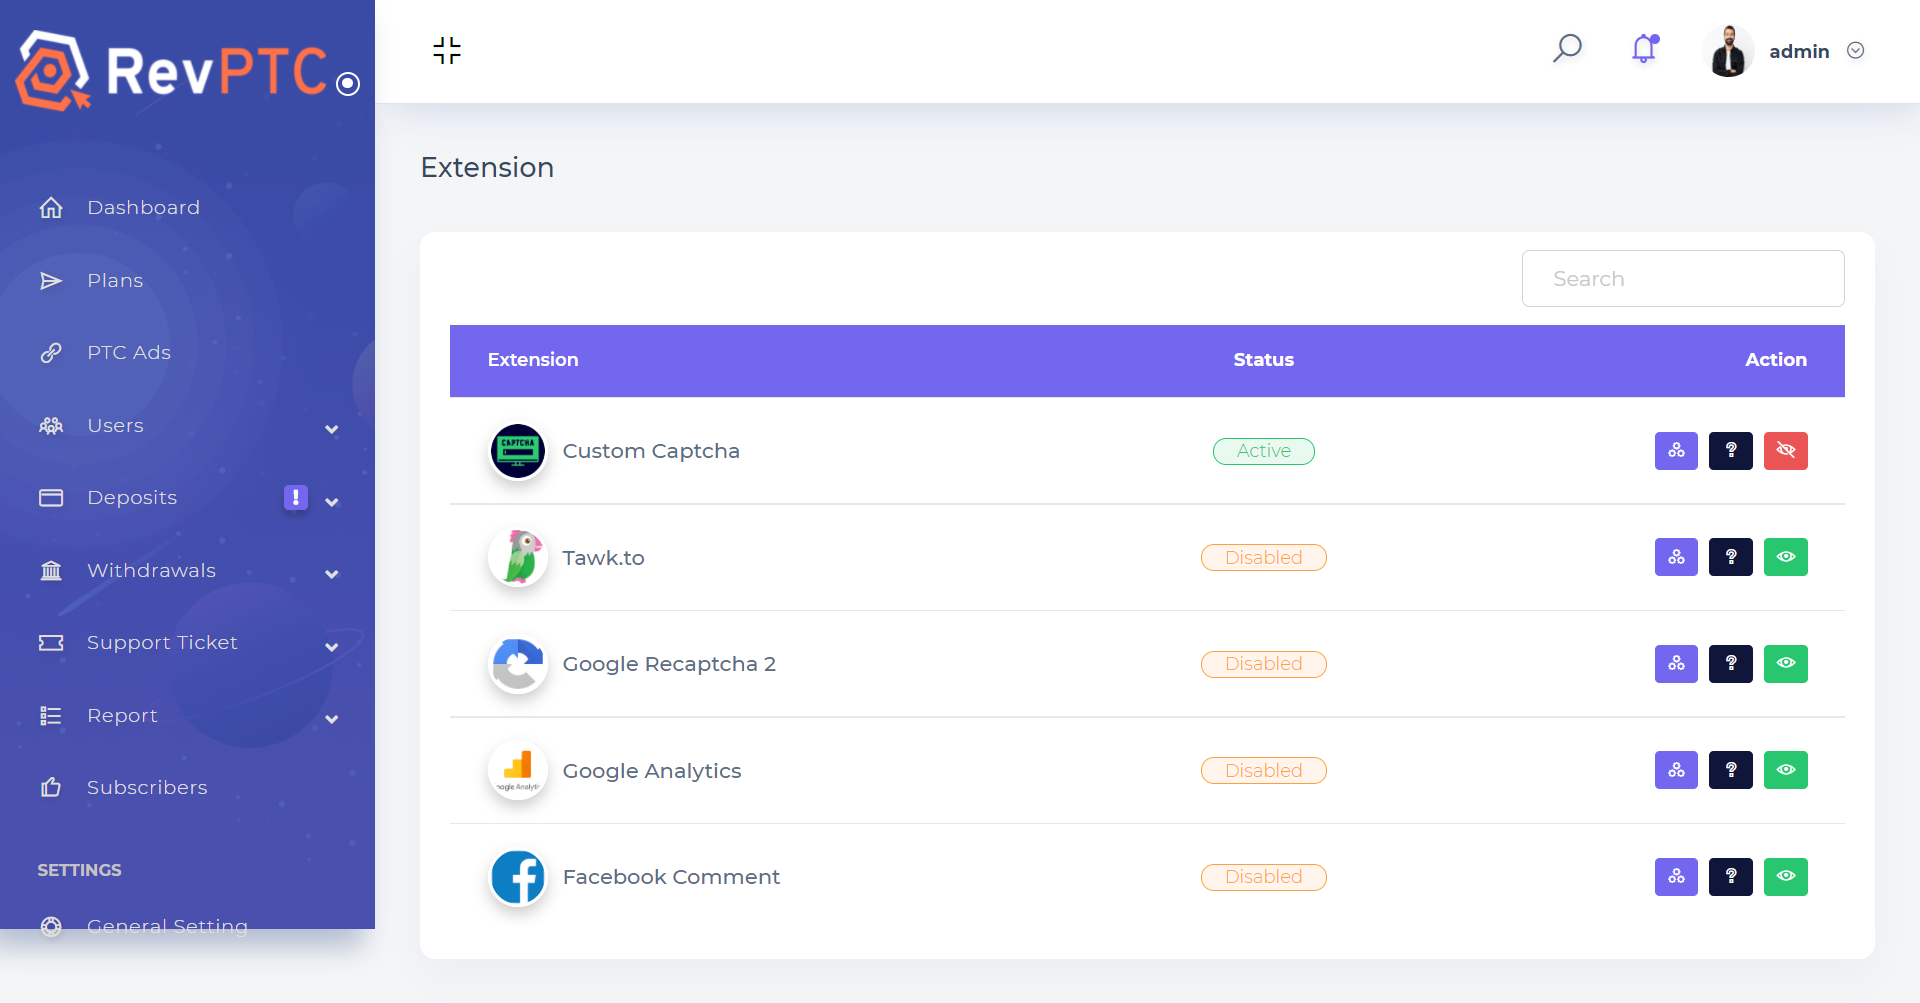 RevPTC
admin
Extension
Dashboard
Plans
PTC Ads
Users
Deposits
!
Withdrawals
Support Ticket
Report
Subscribers
SETTINGS
General Setting
Search
Extension Status Action
CAPTCHA
Custom Captcha Active ?
Tawk.to Disabled ?
Google Recaptcha 2 Disabled ?
Google Analytics Disabled ?
Facebook Comment Disabled ?